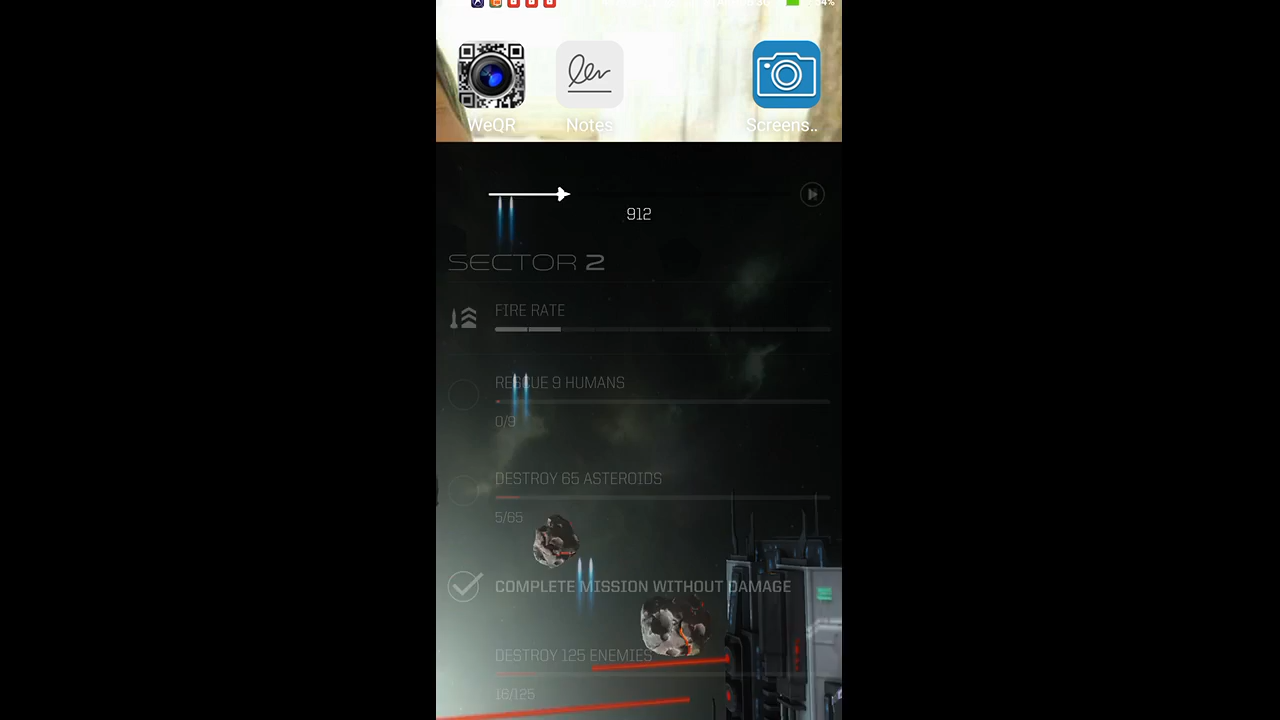 WeQR
Notes
Screens..
912
SECTOR 2
FIRE RATE
RESCUE 9 HUMANS
0/9
DESTROY 65 ASTEROIDS
5/65
COMPLETE MISSION WITHOUT DAMAGE
DESTROY 125 ENEMIES
16/125